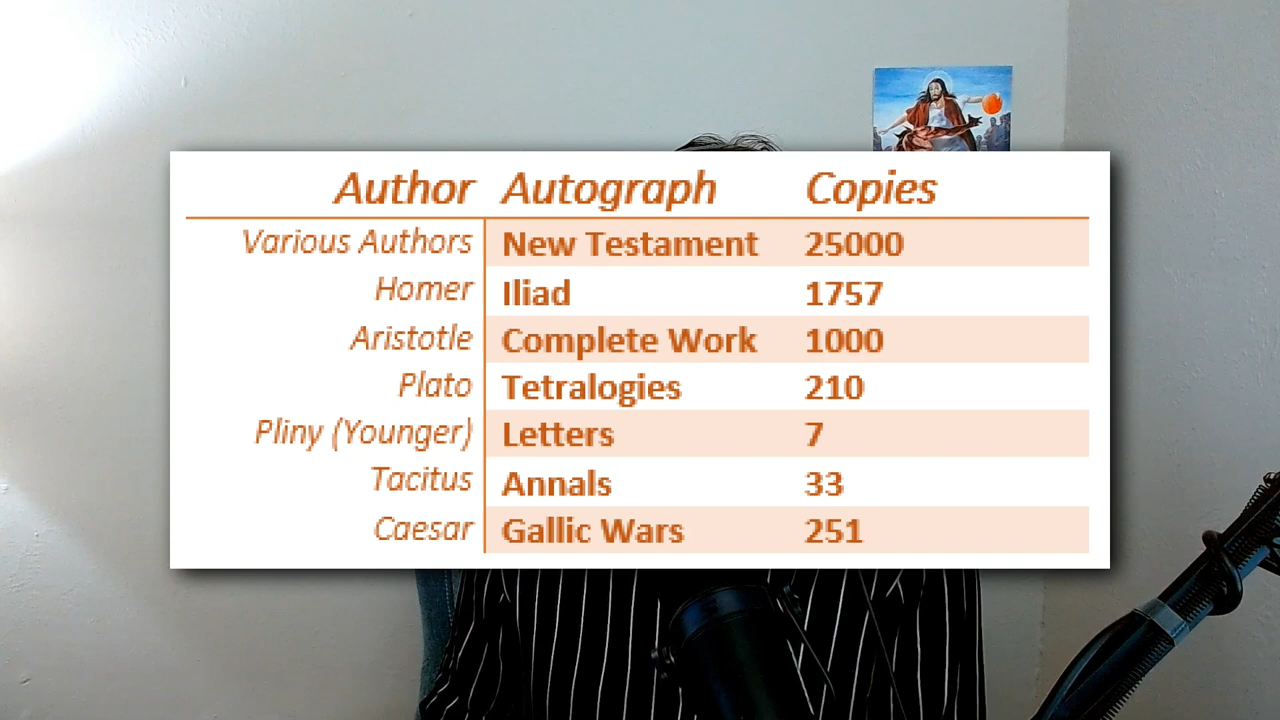 Author Autograph Copies
Various Authors New Testament 25000
Homer Iliad 1757
Aristotle Complete Work 1000
Plato Tetralogies 210
Pliny (Younger) Letters 7
Tacitus Annals 33
Caesar Gallic Wars 251